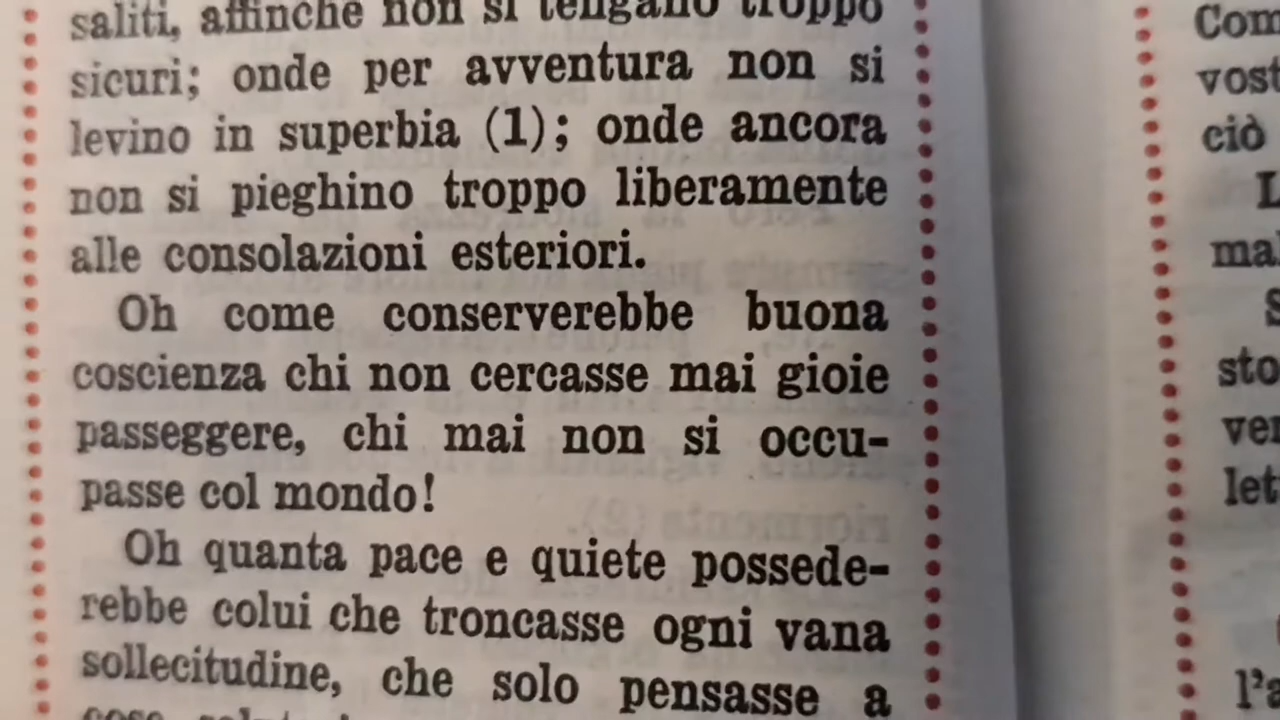 saliti, affinchè non si tengano troppo
sicuri; onde per avventura non si
levino in superbia (1); onde ancora
non si pieghino troppo liberamente
alle consolazioni esteriori.
Oh come conserverebbe buona
coscienza chi non cercasse mai gioie
passeggere, chi mai non si occu-
passe col mondo!
Oh quanta pace e quiete possede-
rebbe colui che troncasse ogni vana
sollecitudine, che solo pensasse a
ciò
l'a